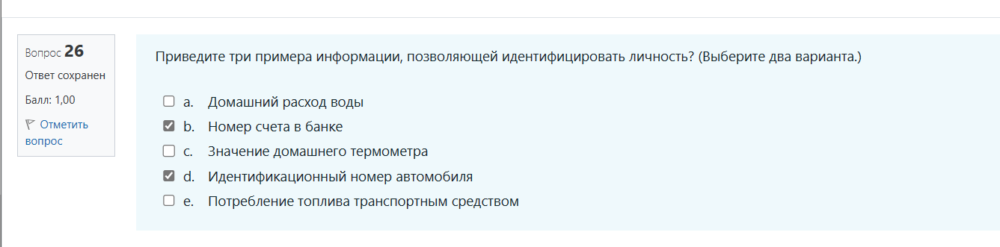 Вопрос 26
Ответ сохранен
Балл: 1,00
Отметить
вопрос
Приведите три примера информации, позволяющей идентифицировать личность? (Выберите два варианта.)
a. Домашний расход воды
b. Номер счета в банке
c. Значение домашнего термометра
d. Идентификационный номер автомобиля
e. Потребление топлива транспортным средством